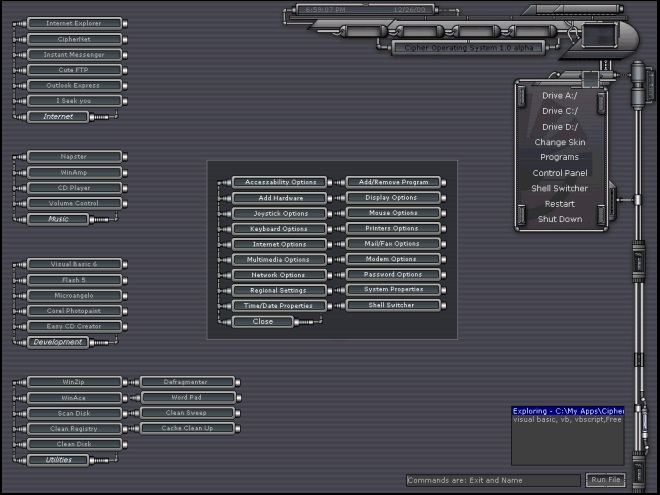 6:59:07 PM 12/26/00
Cipher Operating System 1.0 alpha
Internet Explorer
CipherNet
Instant Messenger
Cute FTP
Outlook Express
I Seek you
Internet
Napster
WinAmp
CD Player
Volume Control
Music
Visual Basic 6
Flash 5
Microangelo
Corel Photopaint
Easy CD Creator
Development
WinZip Defragmenter
WinAce Word Pad
Scan Disk Clean Sweep
Clean Registry Cache Clean Up
Clean Disk
Utilities
Accessability Options Add/Remove Program
Add Hardware Display Options
Joystick Options Mouse Options
Keyboard Options Printers Options
Internet Options Mail/Fax Options
Multimedia Options Modem Options
Network Options Password Options
Regional Settings System Properties
Time/Date Properties Shell Switcher
Close
Drive A:/
Drive C:/
Drive D:/
Change Skin
Programs
Control Panel
Shell Switcher
Restart
Shut Down
Exploring - C:\My Apps\Cipher
visual basic, vb, vbscript,Free
Commands are: Exit and Name Run File